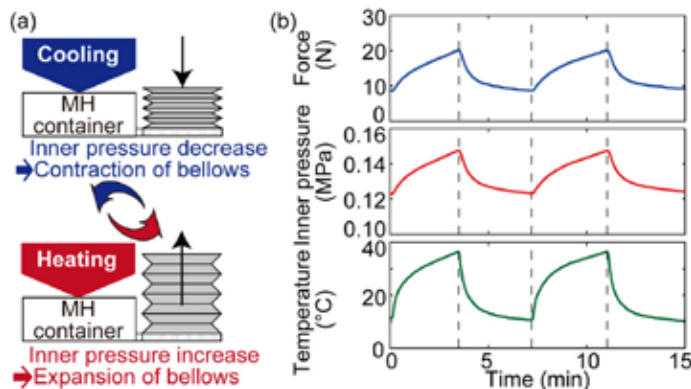 (a)
Cooling
MH
container
Inner pressure decrease
Contraction of bellows
Heating
MH
container
Inner pressure increase
Expansion of bellows
(b)
Force
(N)
30
20
10
0
Inner pressure
(MPa)
0.16
0.14
0.12
0.10
Temperature
(°C)
40
20
0
0 5 10 15
Time (min)